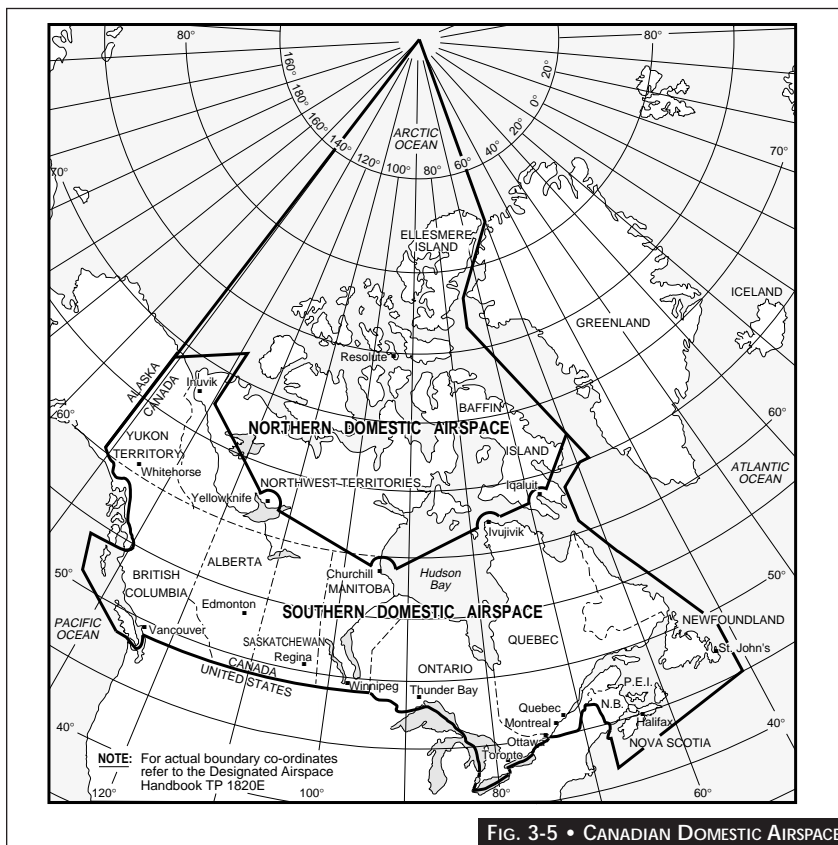 80°
80°
160°
180°
160°
140°
120°
100°
80°
60°
40°
20°
0°
20°
ARCTIC
OCEAN
70°
70°
ELLESMERE
ISLAND
ICELAND
GREENLAND
Resolute
ALASKA
CANADA
Inuvik
60°
60°
BAFFIN
ISLAND
NORTHERN DOMESTIC AIRSPACE
YUKON
TERRITORY
Whitehorse
NORTHWEST TERRITORIES
Iqaluit
ATLANTIC
OCEAN
Yellowknife
Ivujivik
50°
50°
ALBERTA
BRITISH
COLUMBIA
Churchill
MANITOBA
Hudson
Bay
Edmonton
SOUTHERN DOMESTIC AIRSPACE
NEWFOUNDLAND
PACIFIC
OCEAN
Vancouver
SASKATCHEWAN
Regina
QUEBEC
St. John's
CANADA
UNITED STATES
ONTARIO
Winnipeg
Thunder Bay
P.E.I.
N.B.
Quebec
Montreal
Halifax
40°
40°
Ottawa
Toronto
NOVA SCOTIA
NOTE: For actual boundary co-ordinates
refer to the Designated Airspace
Handbook TP 1820E
120°
100°
80°
60°
FIG. 3-5 • CANADIAN DOMESTIC AIRSPACE